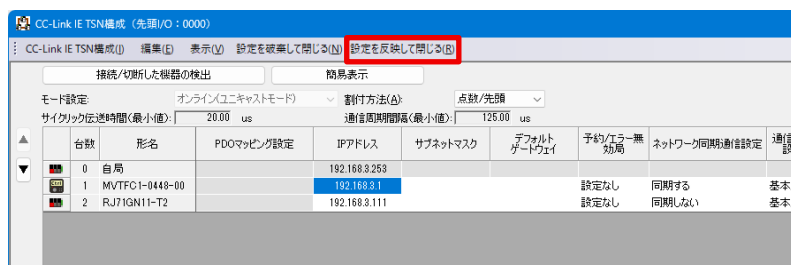 CC-Link IE TSN構成（先頭I/O：0000）
CC-Link IE TSN構成(I) 編集(E) 表示(V) 設定を破棄して閉じる(N) 設定を反映して閉じる(R)
接続/切断した機器の検出 簡易表示
モード設定: オンライン(ユニキャストモード) 割付方法(A): 点数/先頭
サイクリック伝送時間(最小値): 20.00 us 通信周期間隔(最小値): 125.00 us
台数 形名 PDOマッピング設定 IPアドレス サブネットマスク デフォルトゲートウェイ 予約/エラー無効局 ネットワーク同期通信設定
0 自局 192.168.3.253
1 MVTFC1-0448-00 192.168.3.1 設定なし 同期する 基本
2 RJ71GN11-T2 192.168.3.111 設定なし 同期しない 基本